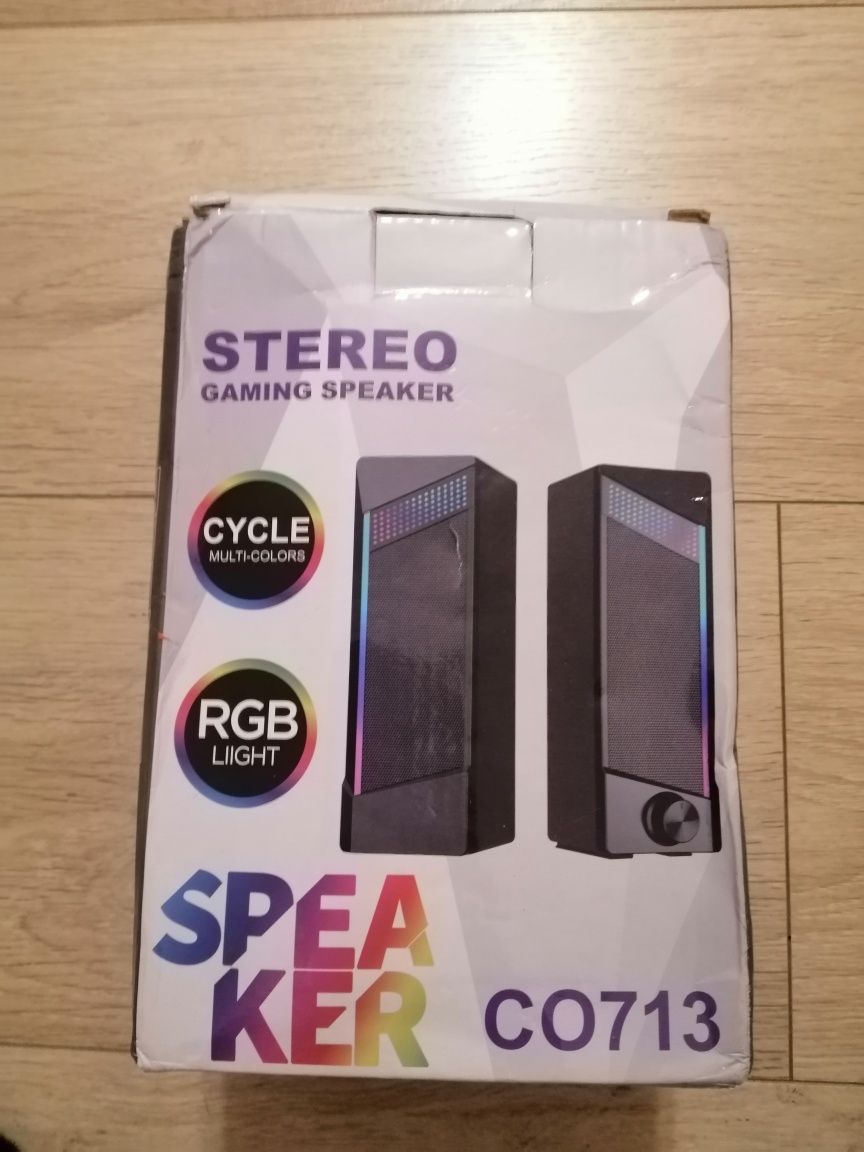 STEREO
GAMING SPEAKER
CYCLE
MULTI-COLORS
RGB
LIIGHT
SPEA
KER
CO713